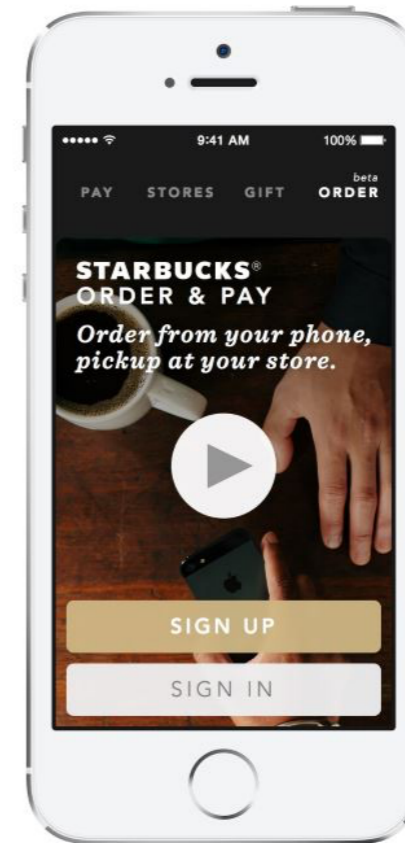 9:41 AM 100%
PAY STORES GIFT beta ORDER
STARBUCKS®
ORDER & PAY
Order from your phone,
pickup at your store.
SIGN UP
SIGN IN